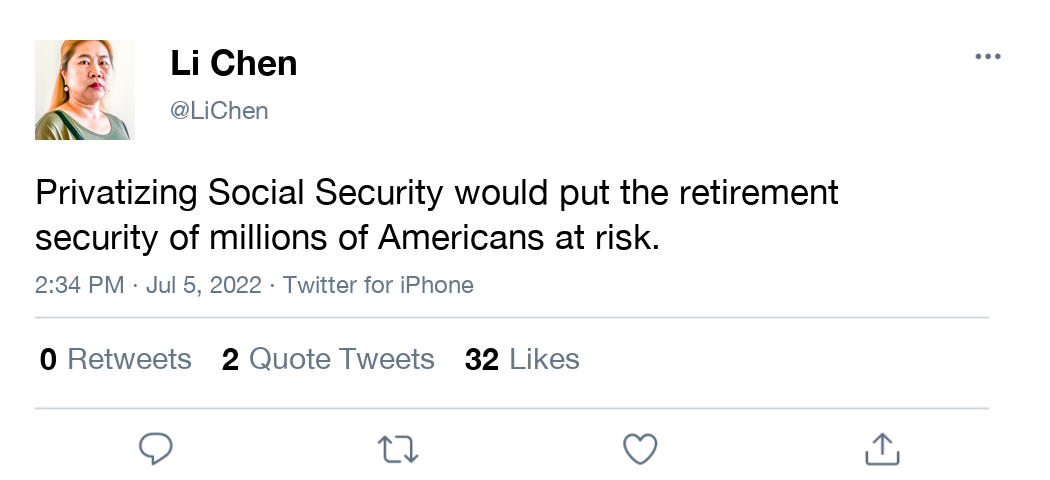 Li Chen
@LiChen
Privatizing Social Security would put the retirement
security of millions of Americans at risk.
2:34 PM · Jul 5, 2022 · Twitter for iPhone
0 Retweets 2 Quote Tweets 32 Likes